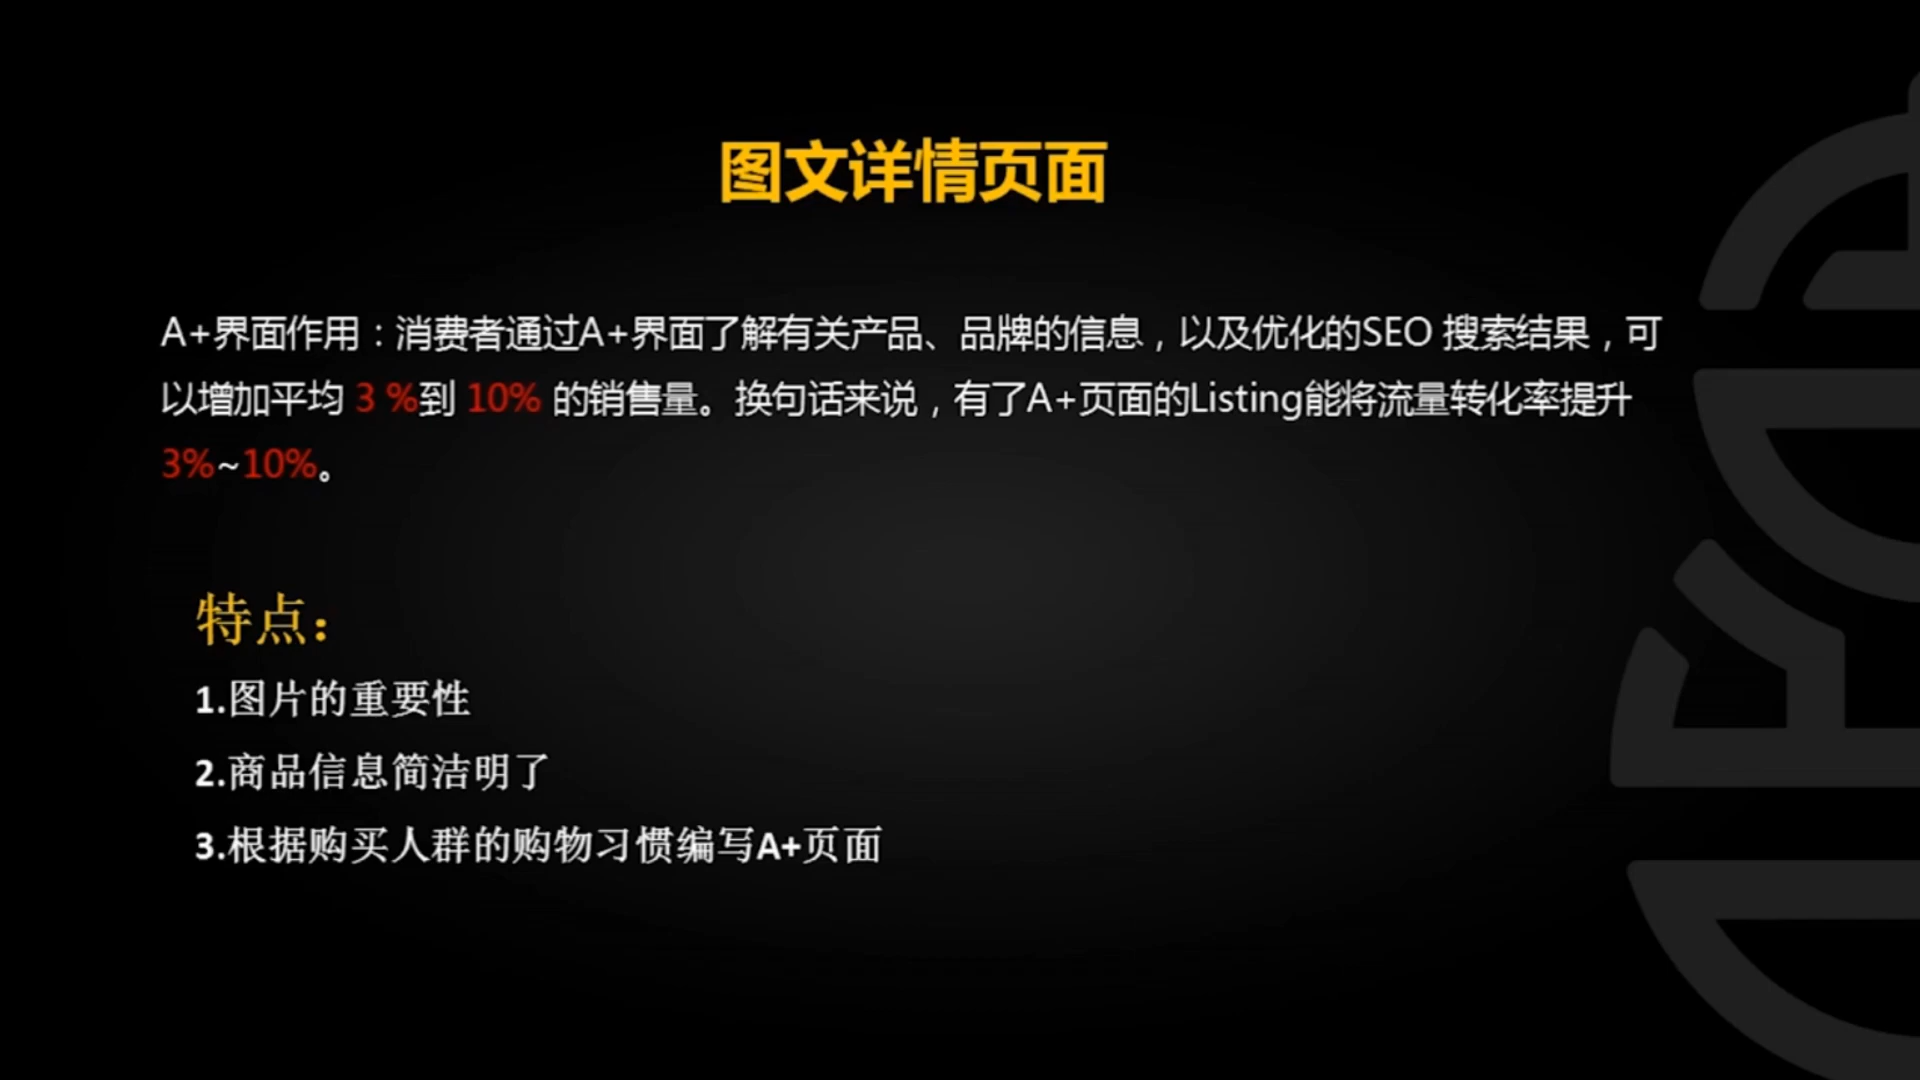 图文详情页面
A+界面作用：消费者通过A+界面了解有关产品、品牌的信息，以及优化的SEO 搜索结果，可
以增加平均 3 %到 10% 的销售量。换句话来说，有了A+页面的Listing能将流量转化率提升
3%~10%。
特点：
1.图片的重要性
2.商品信息简洁明了
3.根据购买人群的购物习惯编写A+页面